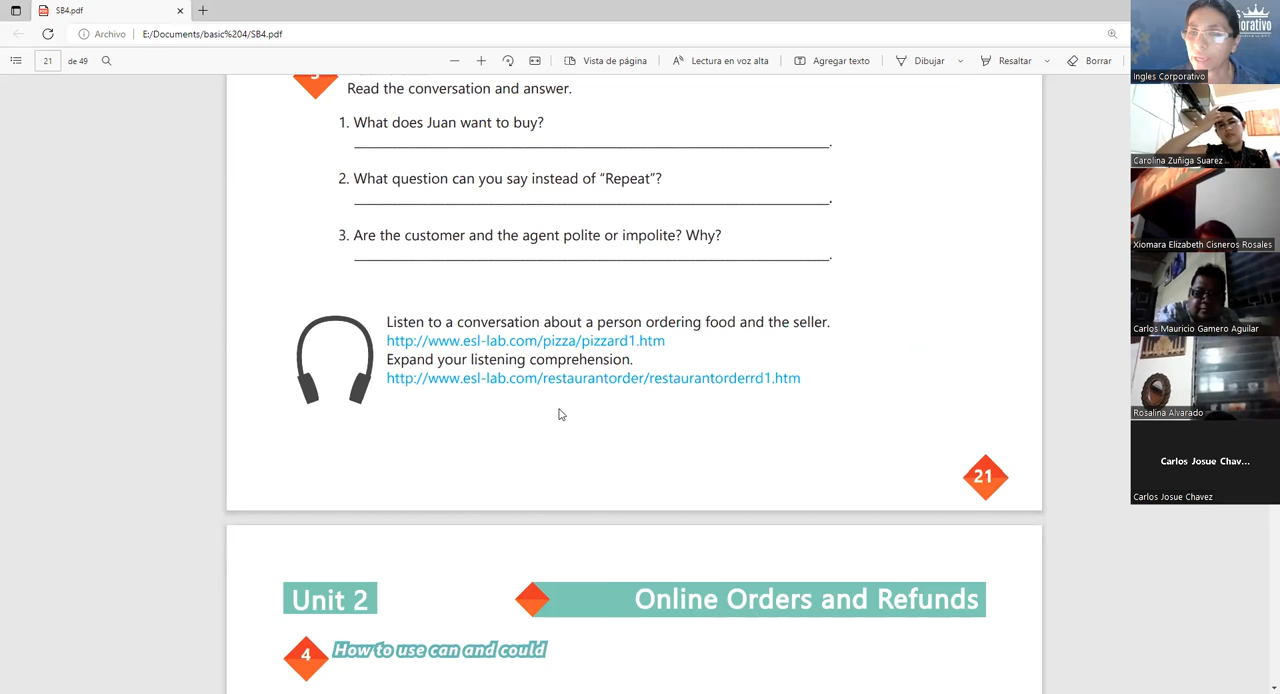 SB4.pdf
Archivo E:/Documents/basic%204/SB4.pdf
21 de 49 Vista de página Lectura en voz alta Agregar texto Dibujar Resaltar Borrar
Read the conversation and answer.
1. What does Juan want to buy?
.
2. What question can you say instead of “Repeat”?
.
3. Are the customer and the agent polite or impolite? Why?
.
Listen to a conversation about a person ordering food and the seller.
http://www.esl-lab.com/pizza/pizzard1.htm
Expand your listening comprehension.
http://www.esl-lab.com/restaurantorder/restaurantorderrd1.htm
21
Unit 2
Online Orders and Refunds
4 How to use can and could
Ingles Corporativo
Carolina Zuñiga Suarez
Xiomara Elizabeth Cisneros Rosales
Carlos Mauricio Gamero Aguilar
Rosalina Alvarado
Carlos Josue Chav...
Carlos Josue Chavez